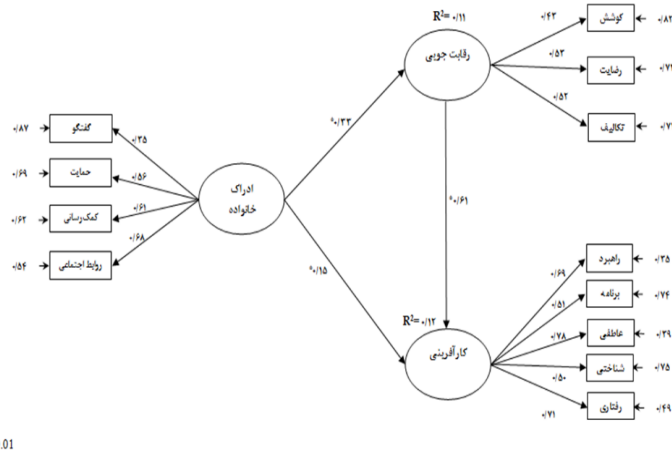 R²= ۰/۱۱
رقابت جویی
۰/۴۳
کوشش
۰/۸۲
۰/۵۳
رضایت
۰/۵۲
تکالیف
۰/۸۷
گفتگو
۰/۳۵
۰/۶۹
حمایت
۰/۵۶
۰/۶۲
کمک‌رسانی
۰/۶۱
۰/۵۴
روابط اجتماعی
۰/۶۸
ادراک
خانواده
*۰/۳۳
*۰/۶۱
*۰/۱۵
R²= ۰/۱۲
کارآفرینی
۰/۶۹
راهبرد
۰/۳۵
۰/۵۱
برنامه
۰/۷۴
۰/۷۸
عاطفی
۰/۳۹
۰/۵۰
شناختی
۰/۷۵
۰/۷۱
رفتاری
۰/۴۹
.01